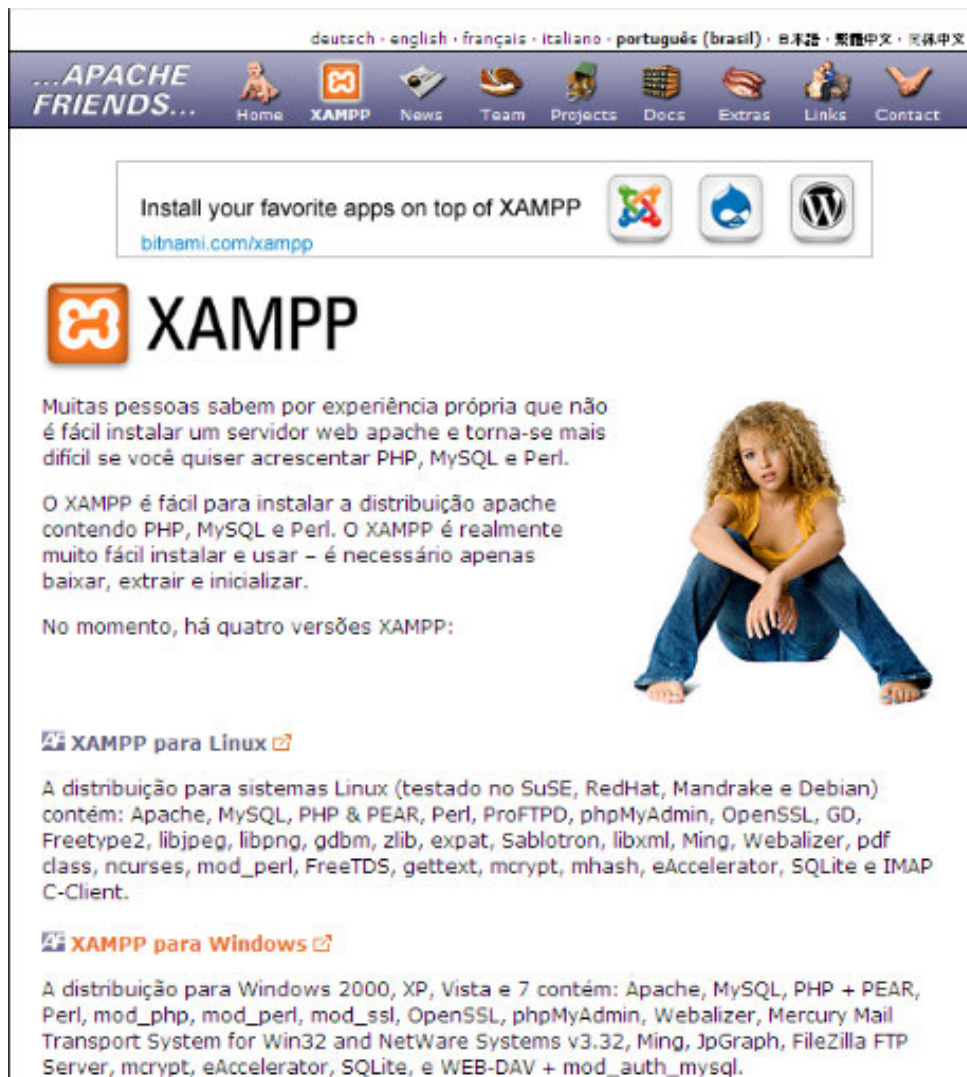 deutsch · english · français · italiano · português (brasil) · 日本語 · 繁體中文 · 简体中文
...APACHE
FRIENDS...
Home XAMPP News Team Projects Docs Extras Links Contact
Install your favorite apps on top of XAMPP
bitnami.com/xampp
XAMPP
Muitas pessoas sabem por experiência própria que não
é fácil instalar um servidor web apache e torna-se mais
difícil se você quiser acrescentar PHP, MySQL e Perl.
O XAMPP é fácil para instalar a distribuição apache
contendo PHP, MySQL e Perl. O XAMPP é realmente
muito fácil instalar e usar – é necessário apenas
baixar, extrair e inicializar.
No momento, há quatro versões XAMPP:
XAMPP para Linux
A distribuição para sistemas Linux (testado no SuSE, RedHat, Mandrake e Debian)
contém: Apache, MySQL, PHP & PEAR, Perl, ProFTPD, phpMyAdmin, OpenSSL, GD,
Freetype2, libjpeg, libpng, gdbm, zlib, expat, Sablotron, libxml, Ming, Webalizer, pdf
class, ncurses, mod_perl, FreeTDS, gettext, mcrypt, mhash, eAccelerator, SQLite e IMAP
C-Client.
XAMPP para Windows
A distribuição para Windows 2000, XP, Vista e 7 contém: Apache, MySQL, PHP + PEAR,
Perl, mod_php, mod_perl, mod_ssl, OpenSSL, phpMyAdmin, Webalizer, Mercury Mail
Transport System for Win32 and NetWare Systems v3.32, Ming, JpGraph, FileZilla FTP
Server, mcrypt, eAccelerator, SQLite, e WEB-DAV + mod_auth_mysql.